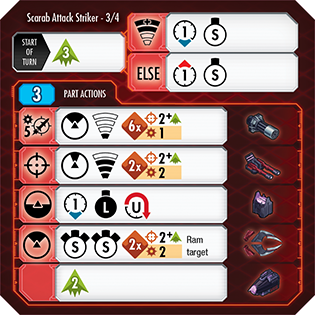 Scarab Attack Striker - 3/4
START OF TURN
3
1 S
ELSE 1 S
3 PART ACTIONS
5 6x 2+ 1
2x 2+ 2
1 L U
S S 2x 2+ 2 Ram target
2